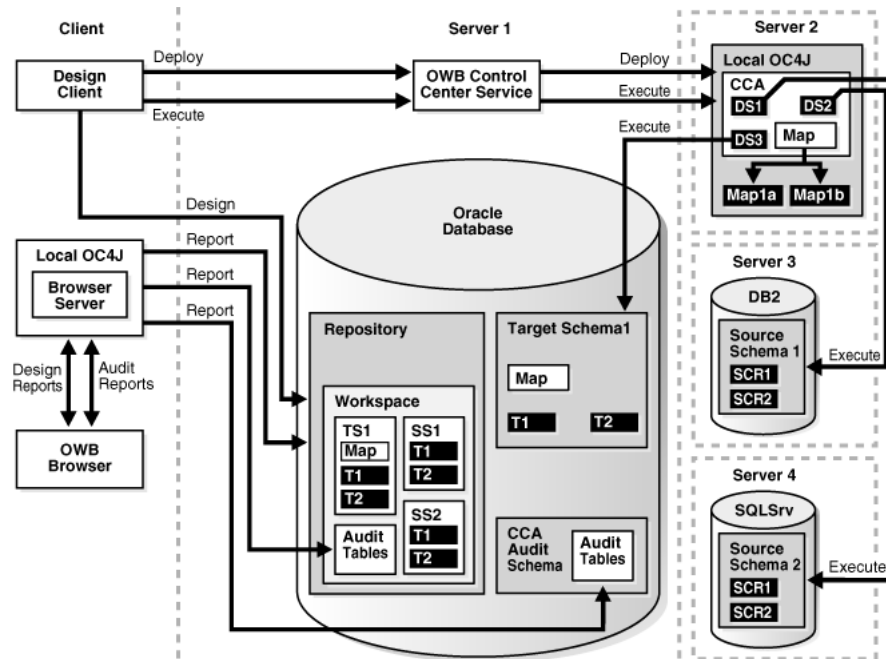 Client
Server 1
Server 2
Design
Client
Deploy
Execute
OWB Control
Center Service
Deploy
Execute
Execute
Local OC4J
CCA
DS1
DS2
DS3
Map
Map1a
Map1b
Design
Report
Report
Report
Local OC4J
Browser
Server
Design
Reports
Audit
Reports
OWB
Browser
Oracle
Database
Repository
Workspace
TS1
Map
T1
T2
SS1
T1
T2
SS2
T1
T2
Audit
Tables
Target Schema1
Map
T1
T2
CCA
Audit
Schema
Audit
Tables
Server 3
DB2
Source
Schema 1
SCR1
SCR2
Execute
Server 4
SQLSrv
Source
Schema 2
SCR1
SCR2
Execute